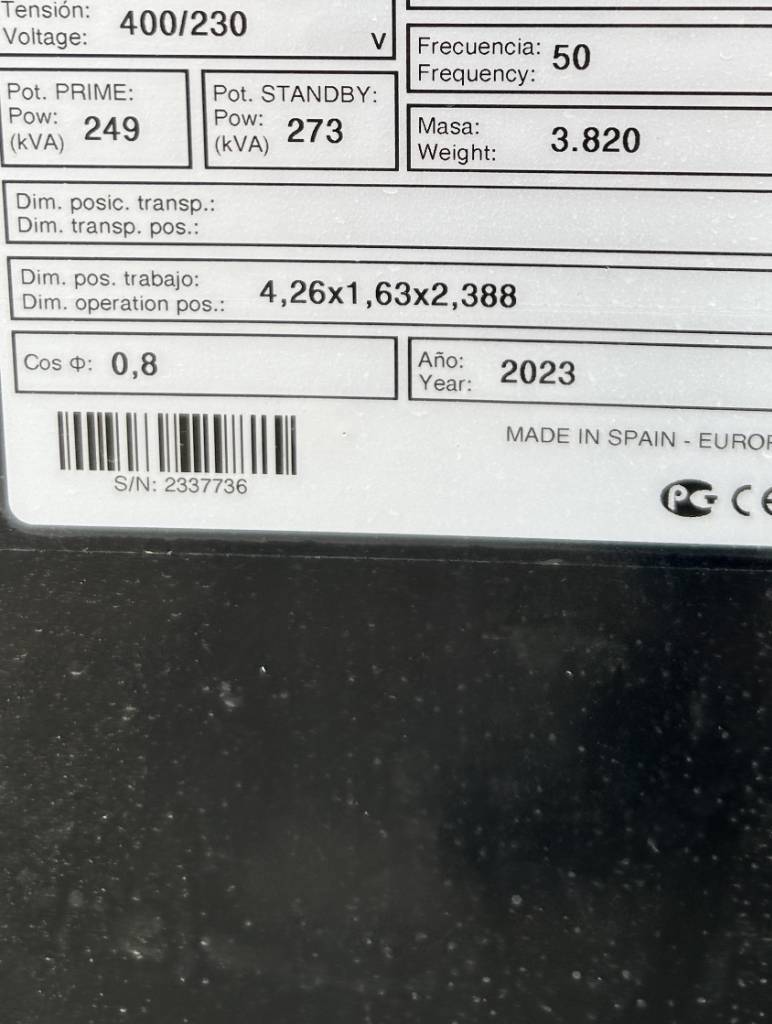 Tensión:
Voltage: 400/230 V
Frecuencia:
Frequency: 50
Pot. PRIME:
Pow:
(kVA) 249
Pot. STANDBY:
Pow:
(kVA) 273
Masa:
Weight: 3.820
Dim. posic. transp.:
Dim. transp. pos.:
Dim. pos. trabajo:
Dim. operation pos.: 4,26x1,63x2,388
Cos Φ: 0,8
Año:
Year: 2023
S/N: 2337736
MADE IN SPAIN - EUROP
PG CE